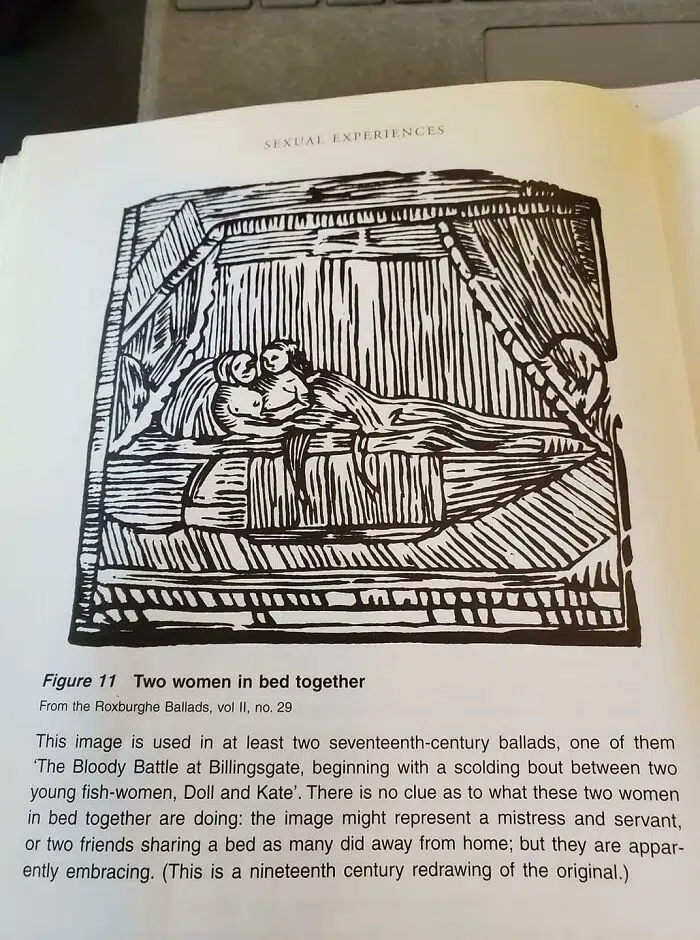 SEXUAL EXPERIENCES
Figure 11 Two women in bed together
From the Roxburghe Ballads, vol II, no. 29
This image is used in at least two seventeenth-century ballads, one of them
‘The Bloody Battle at Billingsgate, beginning with a scolding bout between two
young fish-women, Doll and Kate’. There is no clue as to what these two women
in bed together are doing: the image might represent a mistress and servant,
or two friends sharing a bed as many did away from home; but they are appar-
ently embracing. (This is a nineteenth century redrawing of the original.)